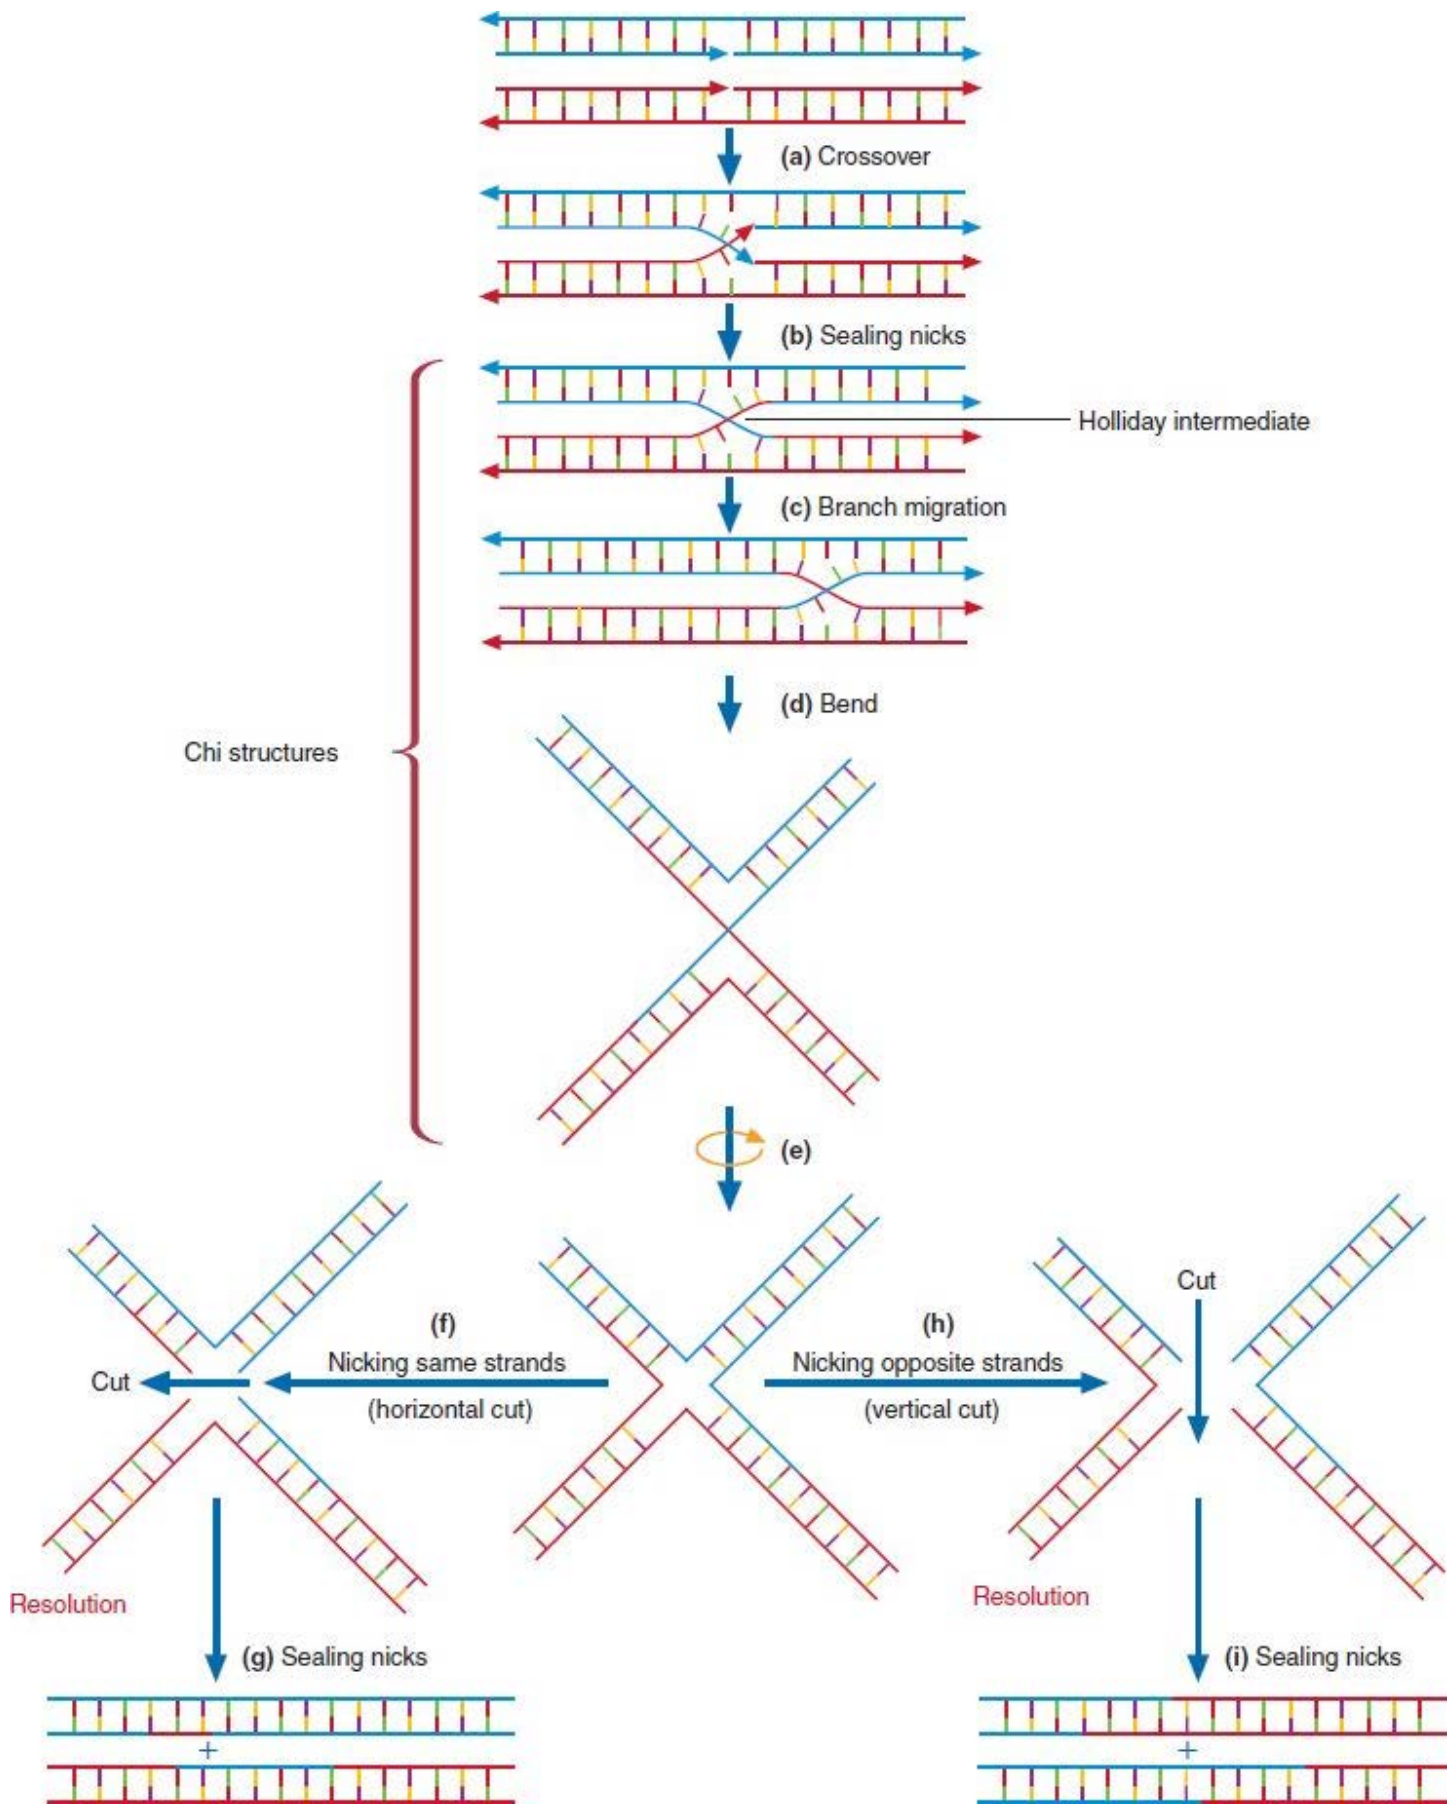 (a) Crossover
(b) Sealing nicks
Holliday intermediate
(c) Branch migration
(d) Bend
Chi structures
(e)
Cut
(f)
(h)
Nicking same strands
Nicking opposite strands
Cut
(horizontal cut)
(vertical cut)
Resolution
Resolution
(g) Sealing nicks
(i) Sealing nicks
+
+